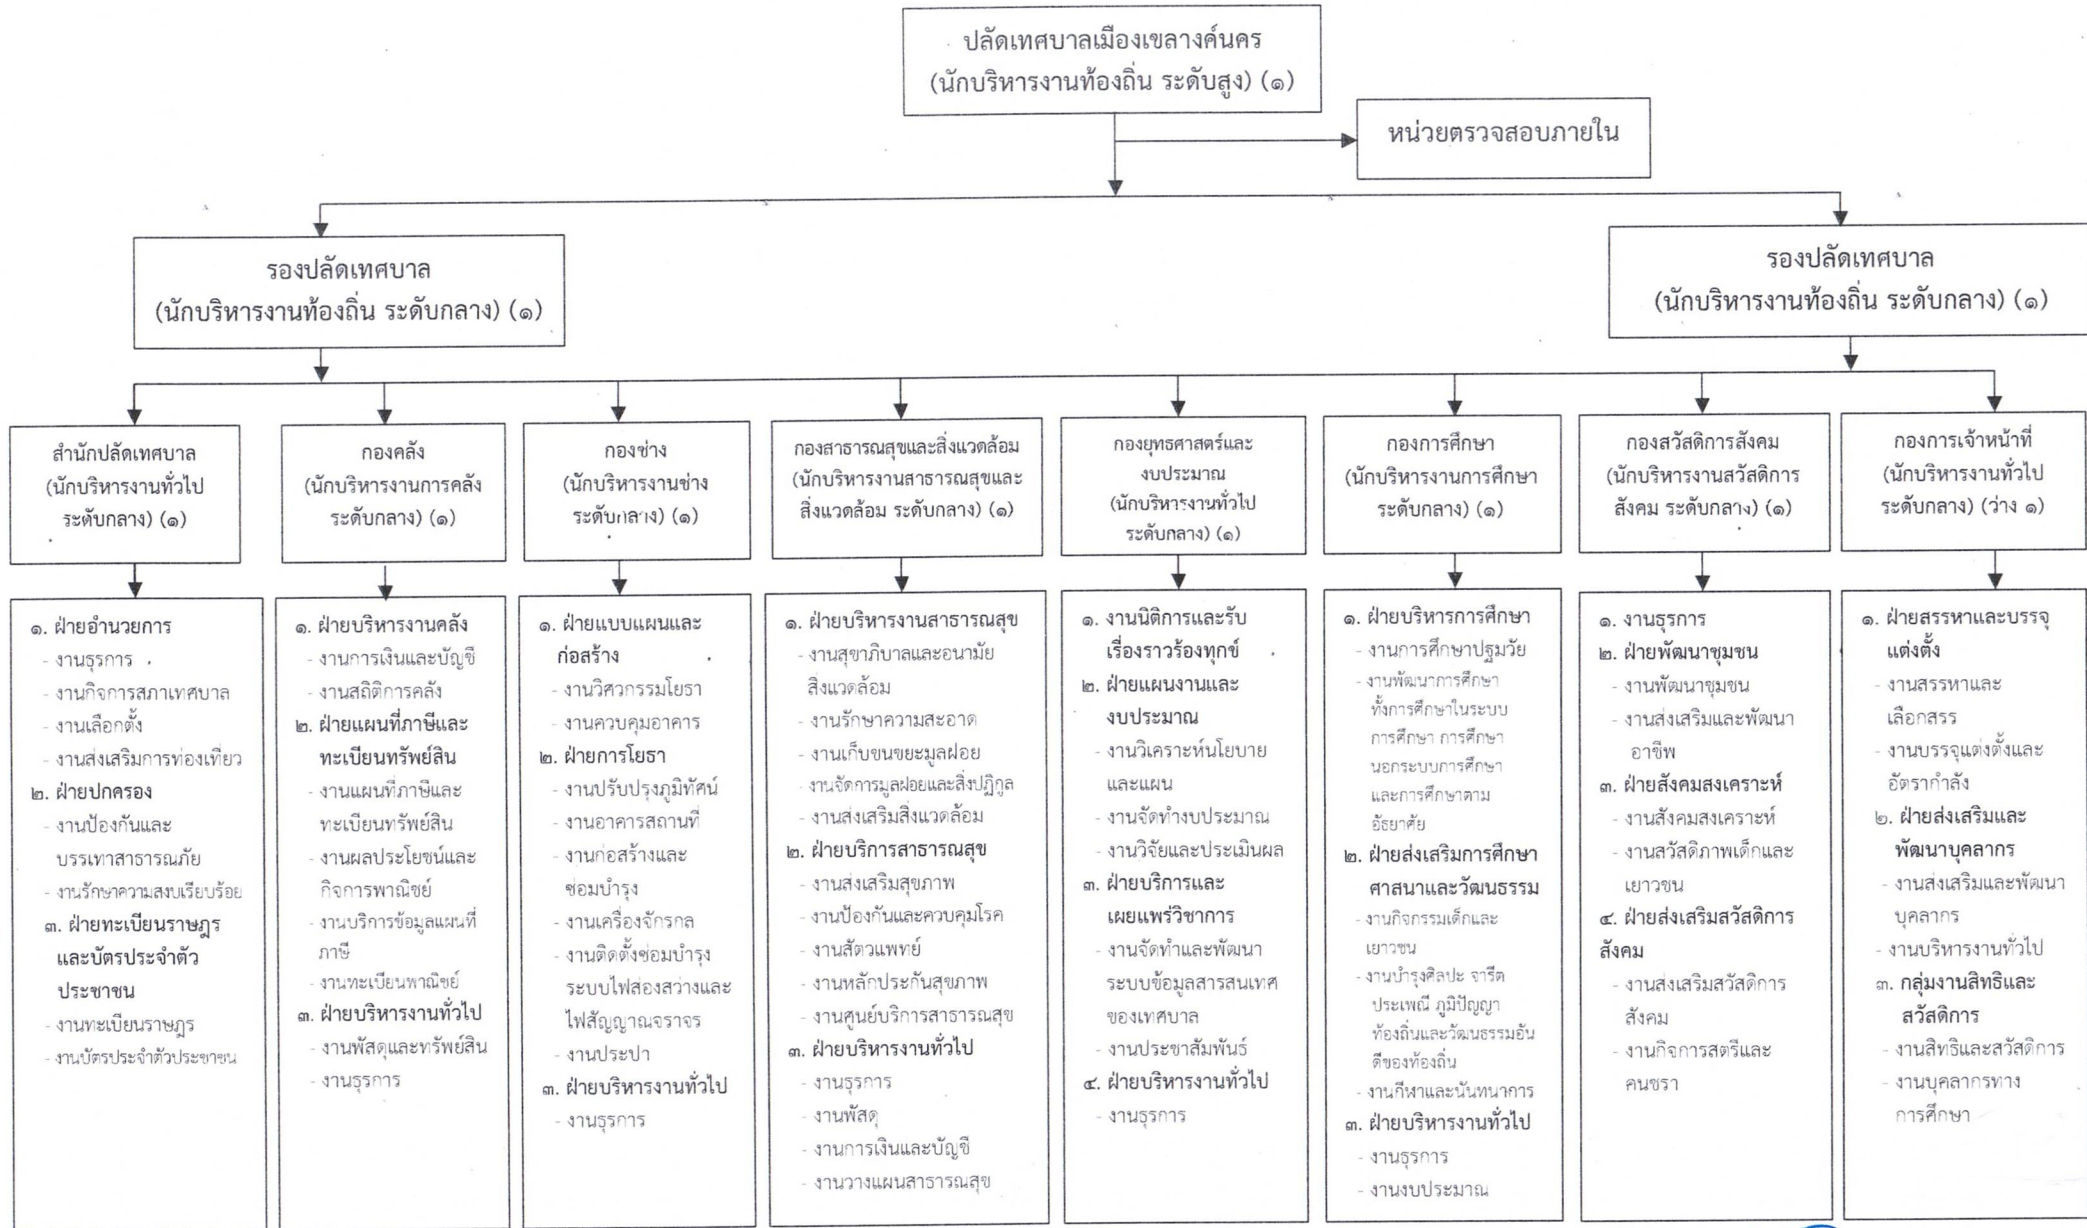 ปลัดเทศบาลเมืองเขลางค์นคร
(นักบริหารงานท้องถิ่น ระดับสูง) (๑)
หน่วยตรวจสอบภายใน
รองปลัดเทศบาล
(นักบริหารงานท้องถิ่น ระดับกลาง) (๑)
รองปลัดเทศบาล
(นักบริหารงานท้องถิ่น ระดับกลาง) (๑)
สำนักปลัดเทศบาล
(นักบริหารงานทั่วไป
ระดับกลาง) (๑)
กองคลัง
(นักบริหารงานการคลัง
ระดับกลาง) (๑)
กองช่าง
(นักบริหารงานช่าง
ระดับกลาง) (๑)
กองสาธารณสุขและสิ่งแวดล้อม
(นักบริหารงานสาธารณสุขและ
สิ่งแวดล้อม ระดับกลาง) (๑)
กองยุทธศาสตร์และ
งบประมาณ
(นักบริหารงานทั่วไป
ระดับกลาง) (๑)
กองการศึกษา
(นักบริหารงานการศึกษา
ระดับกลาง) (๑)
กองสวัสดิการสังคม
(นักบริหารงานสวัสดิการ
สังคม ระดับกลาง) (๑)
กองการเจ้าหน้าที่
(นักบริหารงานทั่วไป
ระดับกลาง) (ว่าง ๑)
๑. ฝ่ายอำนวยการ
- งานธุรการ
- งานกิจการสภาเทศบาล
- งานเลือกตั้ง
- งานส่งเสริมการท่องเที่ยว
๒. ฝ่ายปกครอง
- งานป้องกันและ
บรรเทาสาธารณภัย
- งานรักษาความสงบเรียบร้อย
๓. ฝ่ายทะเบียนราษฎร
และบัตรประจำตัว
ประชาชน
- งานทะเบียนราษฎร
- งานบัตรประจำตัวประชาชน
๑. ฝ่ายบริหารงานคลัง
- งานการเงินและบัญชี
- งานสถิติการคลัง
๒. ฝ่ายแผนที่ภาษีและ
ทะเบียนทรัพย์สิน
- งานแผนที่ภาษีและ
ทะเบียนทรัพย์สิน
- งานผลประโยชน์และ
กิจการพาณิชย์
- งานบริการข้อมูลแผนที่
ภาษี
- งานทะเบียนพาณิชย์
๓. ฝ่ายบริหารงานทั่วไป
- งานพัสดุและทรัพย์สิน
- งานธุรการ
๑. ฝ่ายแบบแผนและ
ก่อสร้าง
- งานวิศวกรรมโยธา
- งานควบคุมอาคาร
๒. ฝ่ายการโยธา
- งานปรับปรุงภูมิทัศน์
- งานอาคารสถานที่
- งานก่อสร้างและ
ซ่อมบำรุง
- งานเครื่องจักรกล
- งานติดตั้งซ่อมบำรุง
ระบบไฟส่องสว่างและ
ไฟสัญญาณจราจร
- งานประปา
๓. ฝ่ายบริหารงานทั่วไป
- งานธุรการ
๑. ฝ่ายบริหารงานสาธารณสุข
- งานสุขาภิบาลและอนามัย
สิ่งแวดล้อม
- งานรักษาความสะอาด
- งานเก็บขนขยะมูลฝอย
- งานจัดการมูลฝอยและสิ่งปฏิกูล
- งานส่งเสริมสิ่งแวดล้อม
๒. ฝ่ายบริการสาธารณสุข
- งานส่งเสริมสุขภาพ
- งานป้องกันและควบคุมโรค
- งานสัตวแพทย์
- งานหลักประกันสุขภาพ
- งานศูนย์บริการสาธารณสุข
๓. ฝ่ายบริหารงานทั่วไป
- งานธุรการ
- งานพัสดุ
- งานการเงินและบัญชี
- งานวางแผนสาธารณสุข
๑. งานนิติการและรับ
เรื่องราวร้องทุกข์
๒. ฝ่ายแผนงานและ
งบประมาณ
- งานวิเคราะห์นโยบาย
และแผน
- งานจัดทำงบประมาณ
- งานวิจัยและประเมินผล
๓. ฝ่ายบริการและ
เผยแพร่วิชาการ
- งานจัดทำและพัฒนา
ระบบข้อมูลสารสนเทศ
ของเทศบาล
- งานประชาสัมพันธ์
๔. ฝ่ายบริหารงานทั่วไป
- งานธุรการ
๑. ฝ่ายบริหารการศึกษา
- งานการศึกษาปฐมวัย
- งานพัฒนาการศึกษา
ทั้งการศึกษาในระบบ
การศึกษา การศึกษา
นอกระบบการศึกษา
และการศึกษาตาม
อัธยาศัย
๒. ฝ่ายส่งเสริมการศึกษา
ศาสนาและวัฒนธรรม
- งานกิจกรรมเด็กและ
เยาวชน
- งานบำรุงศิลปะ จารีต
ประเพณี ภูมิปัญญา
ท้องถิ่นและวัฒนธรรมอัน
ดีของท้องถิ่น
- งานกีฬาและนันทนาการ
๓. ฝ่ายบริหารงานทั่วไป
- งานธุรการ
- งานงบประมาณ
๑. งานธุรการ
๒. ฝ่ายพัฒนาชุมชน
- งานพัฒนาชุมชน
- งานส่งเสริมและพัฒนา
อาชีพ
๓. ฝ่ายสังคมสงเคราะห์
- งานสังคมสงเคราะห์
- งานสวัสดิภาพเด็กและ
เยาวชน
๔. ฝ่ายส่งเสริมสวัสดิการ
สังคม
- งานส่งเสริมสวัสดิการ
สังคม
- งานกิจการสตรีและ
คนชรา
๑. ฝ่ายสรรหาและบรรจุ
แต่งตั้ง
- งานสรรหาและ
เลือกสรร
- งานบรรจุแต่งตั้งและ
อัตรากำลัง
๒. ฝ่ายส่งเสริมและ
พัฒนาบุคลากร
- งานส่งเสริมและพัฒนา
บุคลากร
- งานบริหารงานทั่วไป
๓. กลุ่มงานสิทธิและ
สวัสดิการ
- งานสิทธิและสวัสดิการ
- งานบุคลากรทาง
การศึกษา